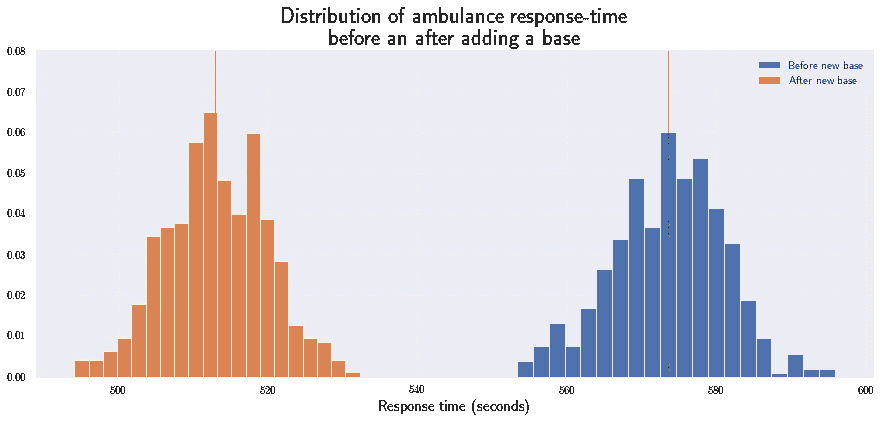 Distribution of ambulance response-time
before an after adding a base
0.08
0.07
0.06
0.05
0.04
0.03
0.02
0.01
0.00
Before new base
After new base
500 520 540 560 580 600
Response time (seconds)